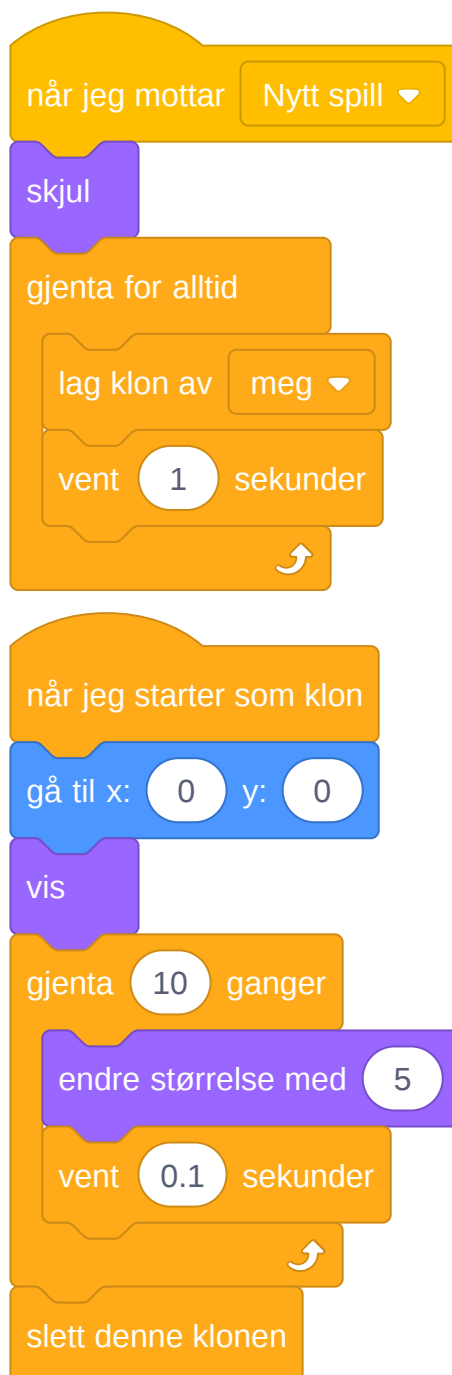 når jeg mottar Nytt spill
skjul
gjenta for alltid
lag klon av meg
vent 1 sekunder
når jeg starter som klon
gå til x: 0 y: 0
vis
gjenta 10 ganger
endre størrelse med 5
vent 0.1 sekunder
slett denne klonen